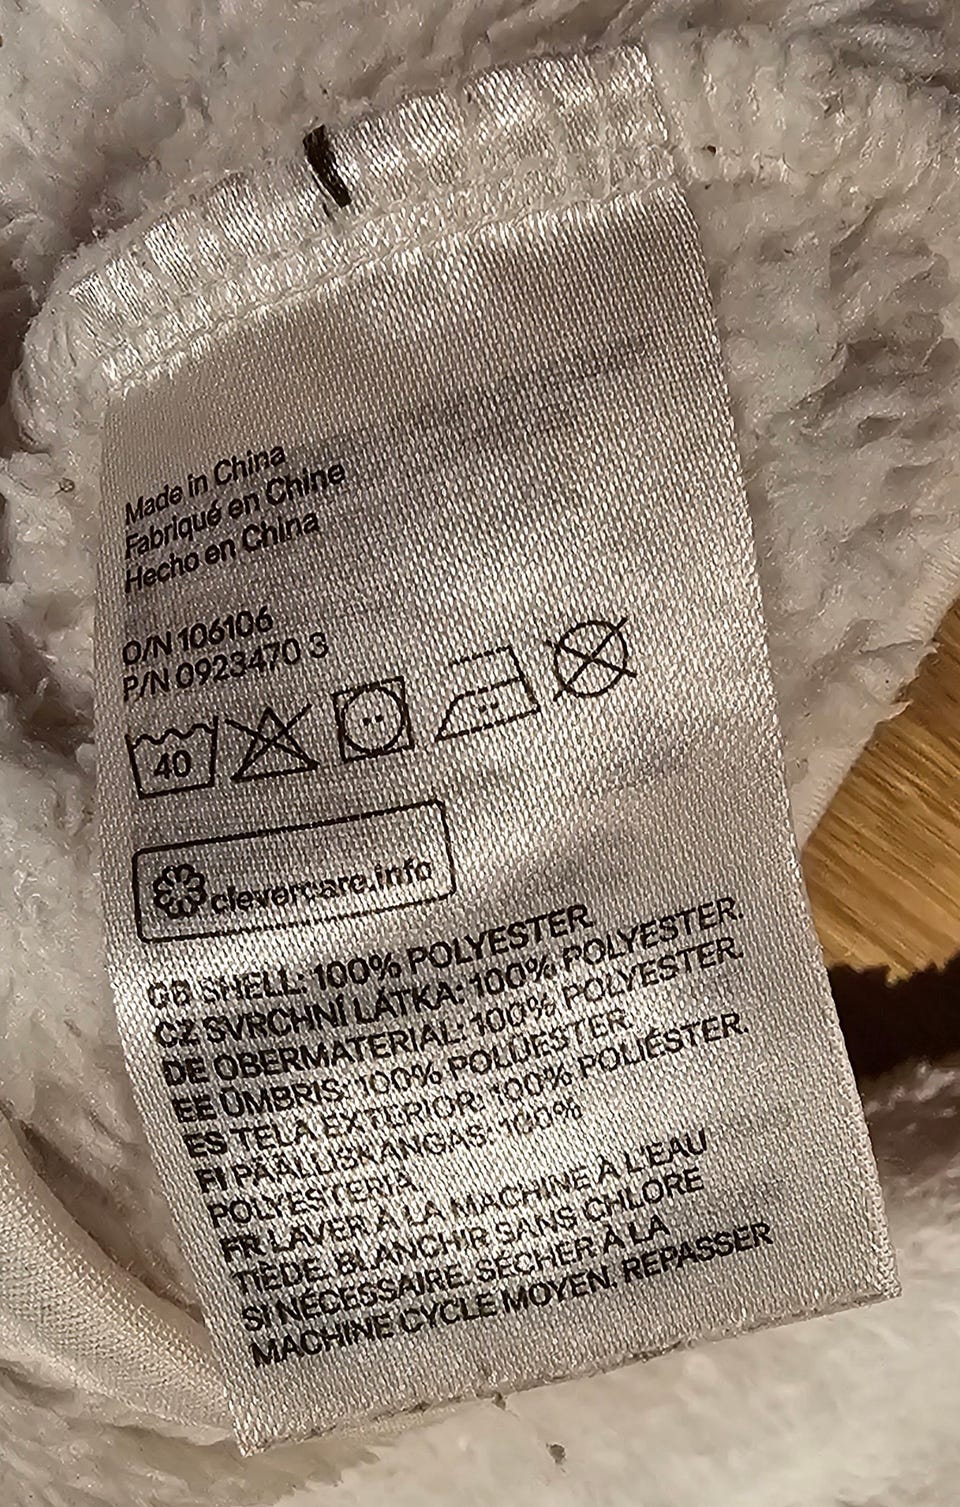 Made in China
Fabriqué en Chine
Hecho en China
O/N 106106
P/N 0923470 3
40
clevercare.info
GB SHELL: 100% POLYESTER.
CZ SVRCHNÍ LÁTKA: 100% POLYESTER.
DE OBERMATERIAL: 100% POLYESTER.
EE ÜMBRIS: 100% POLÜESTER.
ES TELA EXTERIOR: 100% POLIÉSTER.
FI PÄÄLLISKANGAS: 100%
POLYESTERIA.
FR LAVER À LA MACHINE À L'EAU
TIÈDE. BLANCHIR SANS CHLORE
SI NÉCESSAIRE. SÉCHER À LA
MACHINE CYCLE MOYEN. REPASSER